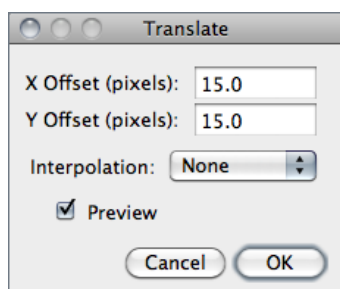 Translate
X Offset (pixels): 15.0
Y Offset (pixels): 15.0
Interpolation: None
Preview
Cancel OK